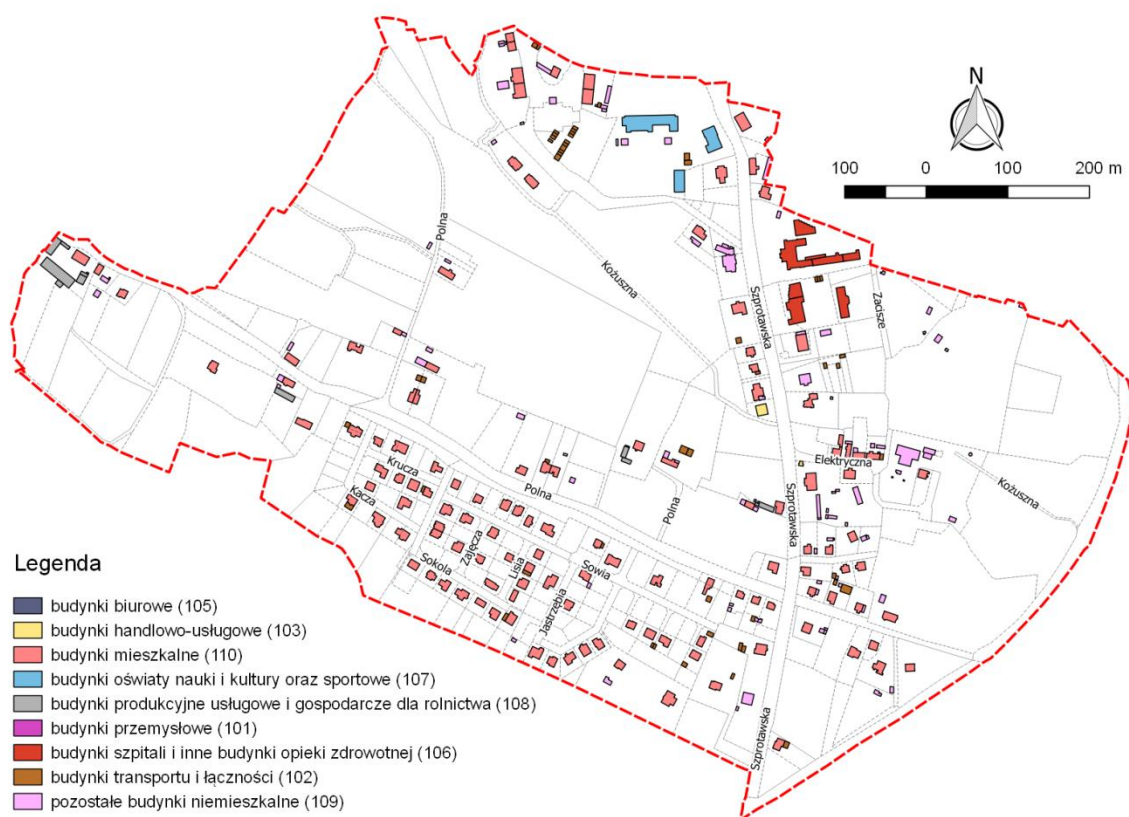 N
100 0 100 200 m
Polna
Kożuszna
Szprotawska
Zacisze
Elektryczna
Krucza
Polna
Kacza
Polna
Szprotawska
Kożuszna
Zajęcza
Lisia
Sowia
Sokola
Jastrzębia
Szprotawska
Legenda
budynki biurowe (105)
budynki handlowo-usługowe (103)
budynki mieszkalne (110)
budynki oświaty nauki i kultury oraz sportowe (107)
budynki produkcyjne usługowe i gospodarcze dla rolnictwa (108)
budynki przemysłowe (101)
budynki szpitali i inne budynki opieki zdrowotnej (106)
budynki transportu i łączności (102)
pozostałe budynki niemieszkalne (109)